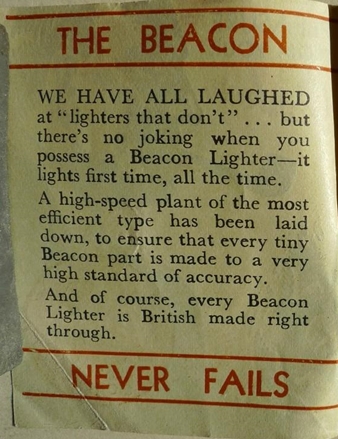 THE BEACON
WE HAVE ALL LAUGHED
at "lighters that don't" . . . but
there's no joking when you
possess a Beacon Lighter—it
lights first time, all the time.
A high-speed plant of the most
efficient type has been laid
down, to ensure that every tiny
Beacon part is made to a very
high standard of accuracy.
And of course, every Beacon
Lighter is British made right
through.
NEVER FAILS